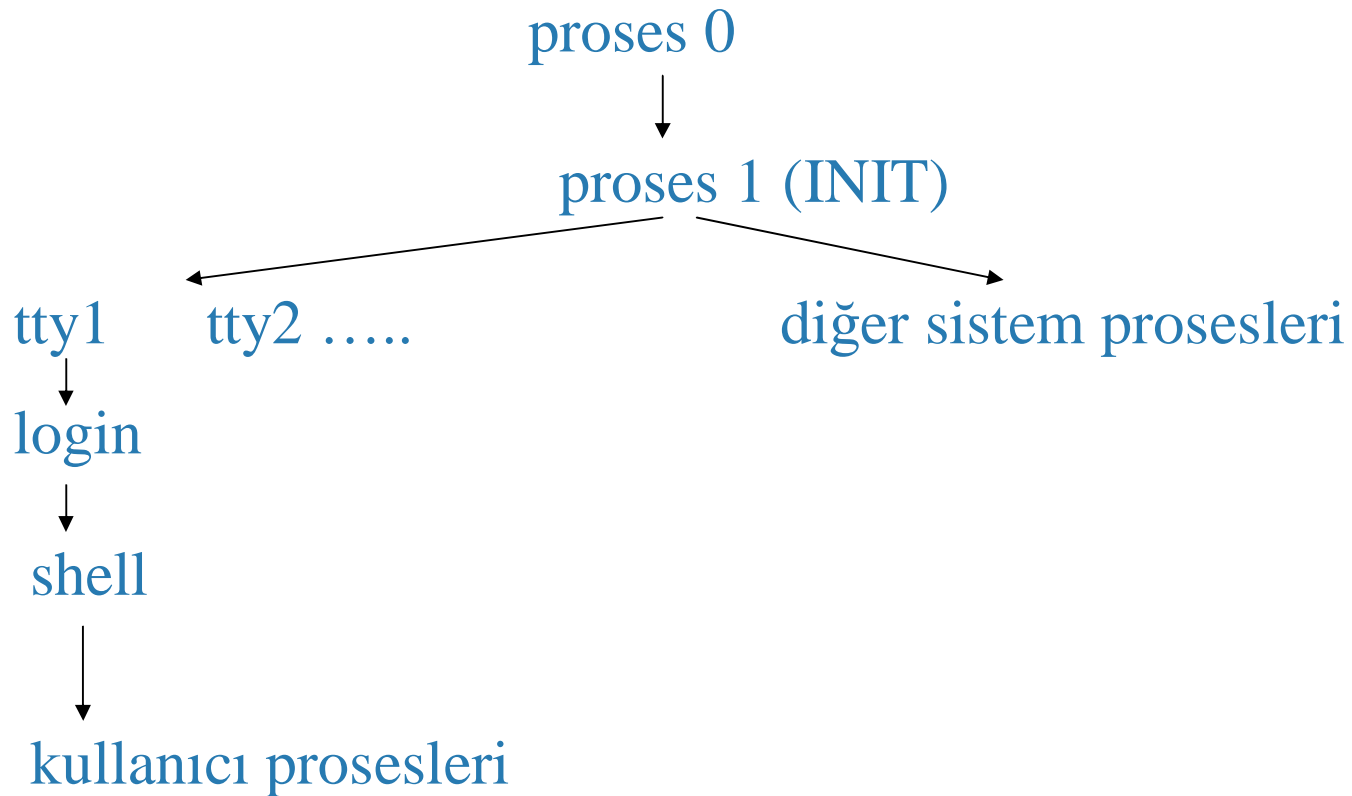 proses 0
proses 1 (INIT)
tty1 tty2 ….. diğer sistem prosesleri
login
shell
kullanıcı prosesleri